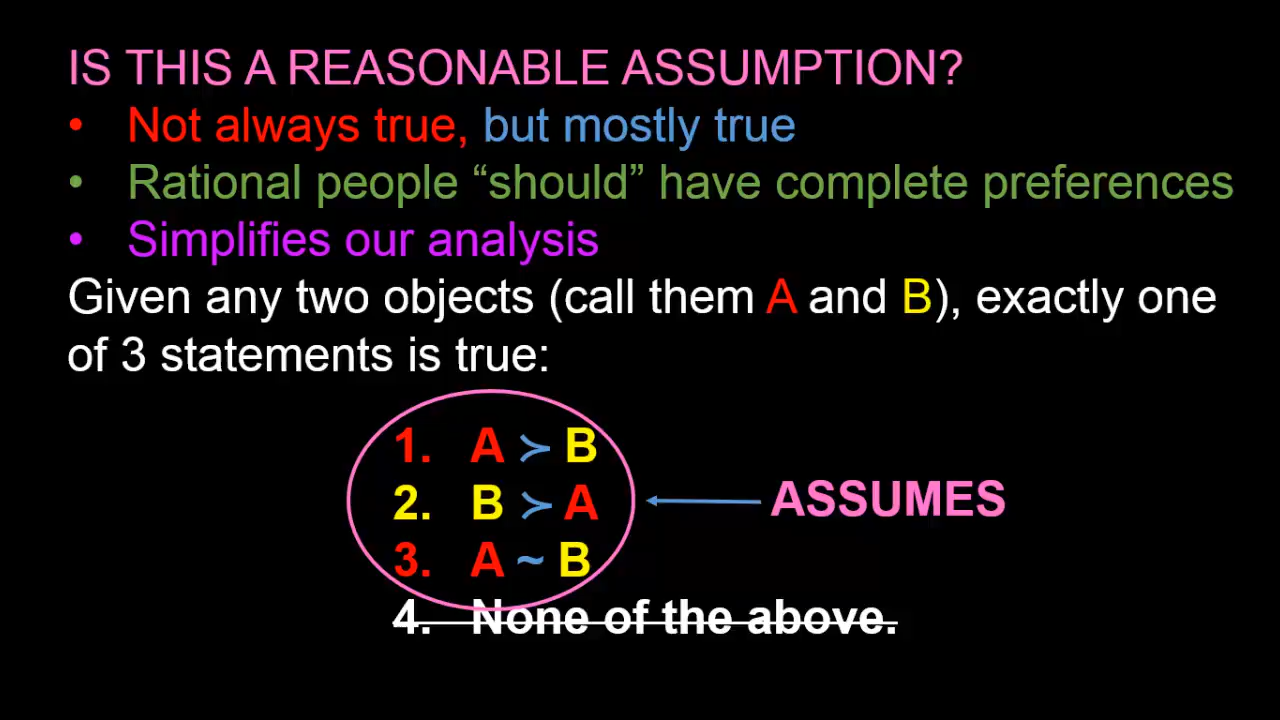 IS THIS A REASONABLE ASSUMPTION?
• Not always true, but mostly true
• Rational people “should” have complete preferences
• Simplifies our analysis
Given any two objects (call them A and B), exactly one
of 3 statements is true:
1. A ≻ B
2. B ≻ A
ASSUMES
3. A ~ B
4. None of the above.